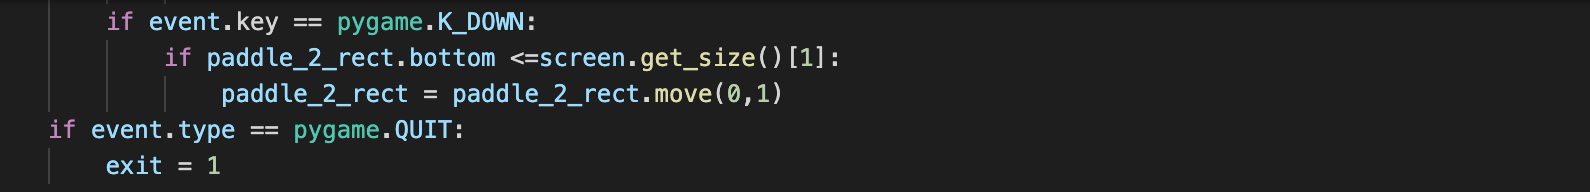 if event.key == pygame.K_DOWN:
if paddle_2_rect.bottom <=screen.get_size()[1]:
paddle_2_rect = paddle_2_rect.move(0,1)
if event.type == pygame.QUIT:
exit = 1